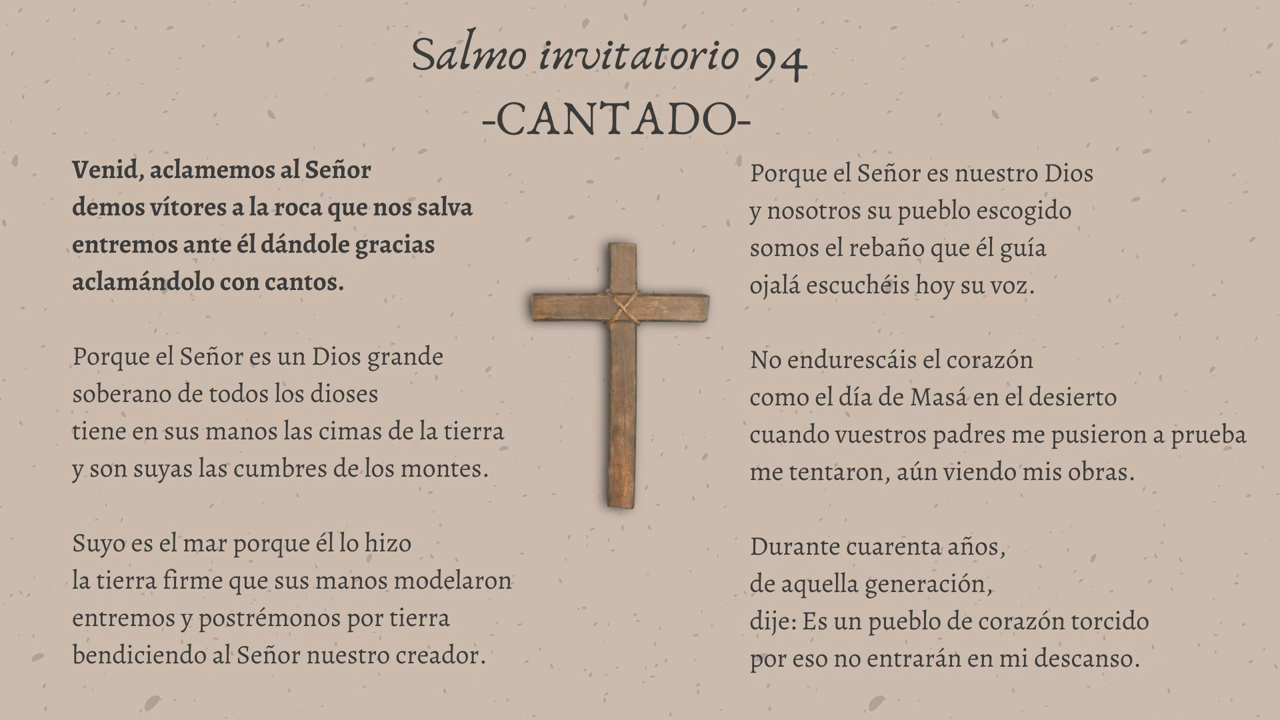 Salmo invitatorio 94
-CANTADO-
Venid, aclamemos al Señor
demos vítores a la roca que nos salva
entremos ante él dándole gracias
aclamándolo con cantos.
Porque el Señor es un Dios grande
soberano de todos los dioses
tiene en sus manos las cimas de la tierra
y son suyas las cumbres de los montes.
Suyo es el mar porque él lo hizo
la tierra firme que sus manos modelaron
entremos y postrémonos por tierra
bendiciendo al Señor nuestro creador.
Porque el Señor es nuestro Dios
y nosotros su pueblo escogido
somos el rebaño que él guía
ojalá escuchéis hoy su voz.
No endurescáis el corazón
como el día de Masá en el desierto
cuando vuestros padres me pusieron a prueba
me tentaron, aún viendo mis obras.
Durante cuarenta años,
de aquella generación,
dije: Es un pueblo de corazón torcido
por eso no entrarán en mi descanso.